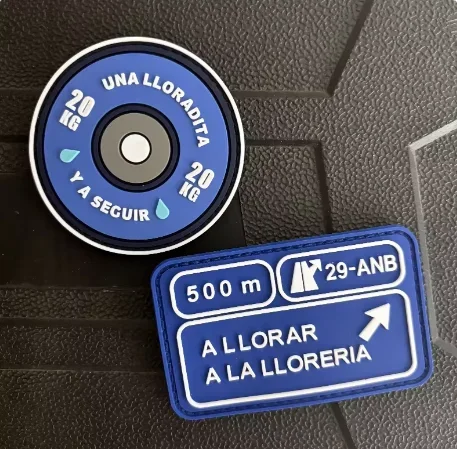 UNA LLORADITA
20
KG
20
KG
Y A SEGUIR
500 m
29-ANB
A LLORAR
A LA LLORERIA